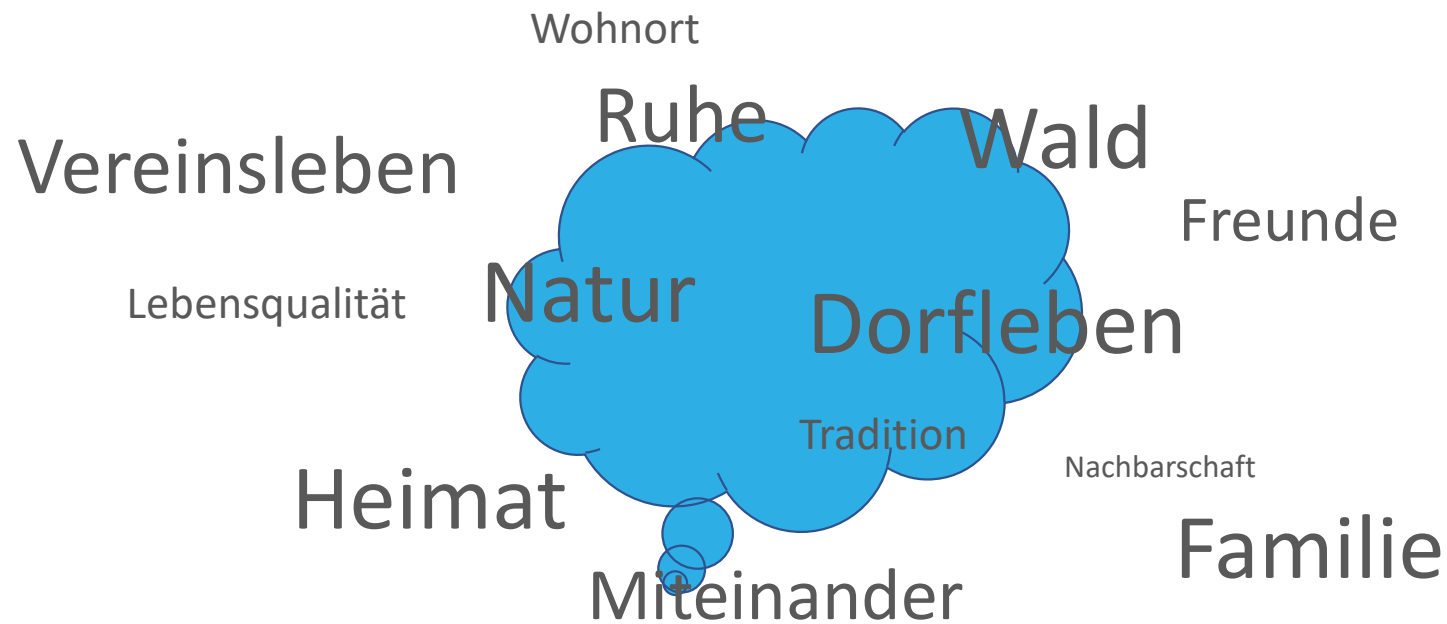 Wohnort
Ruhe
Wald
Vereinsleben
Freunde
Natur
Lebensqualität
Dorfleben
Tradition
Nachbarschaft
Heimat
Familie
Miteinander